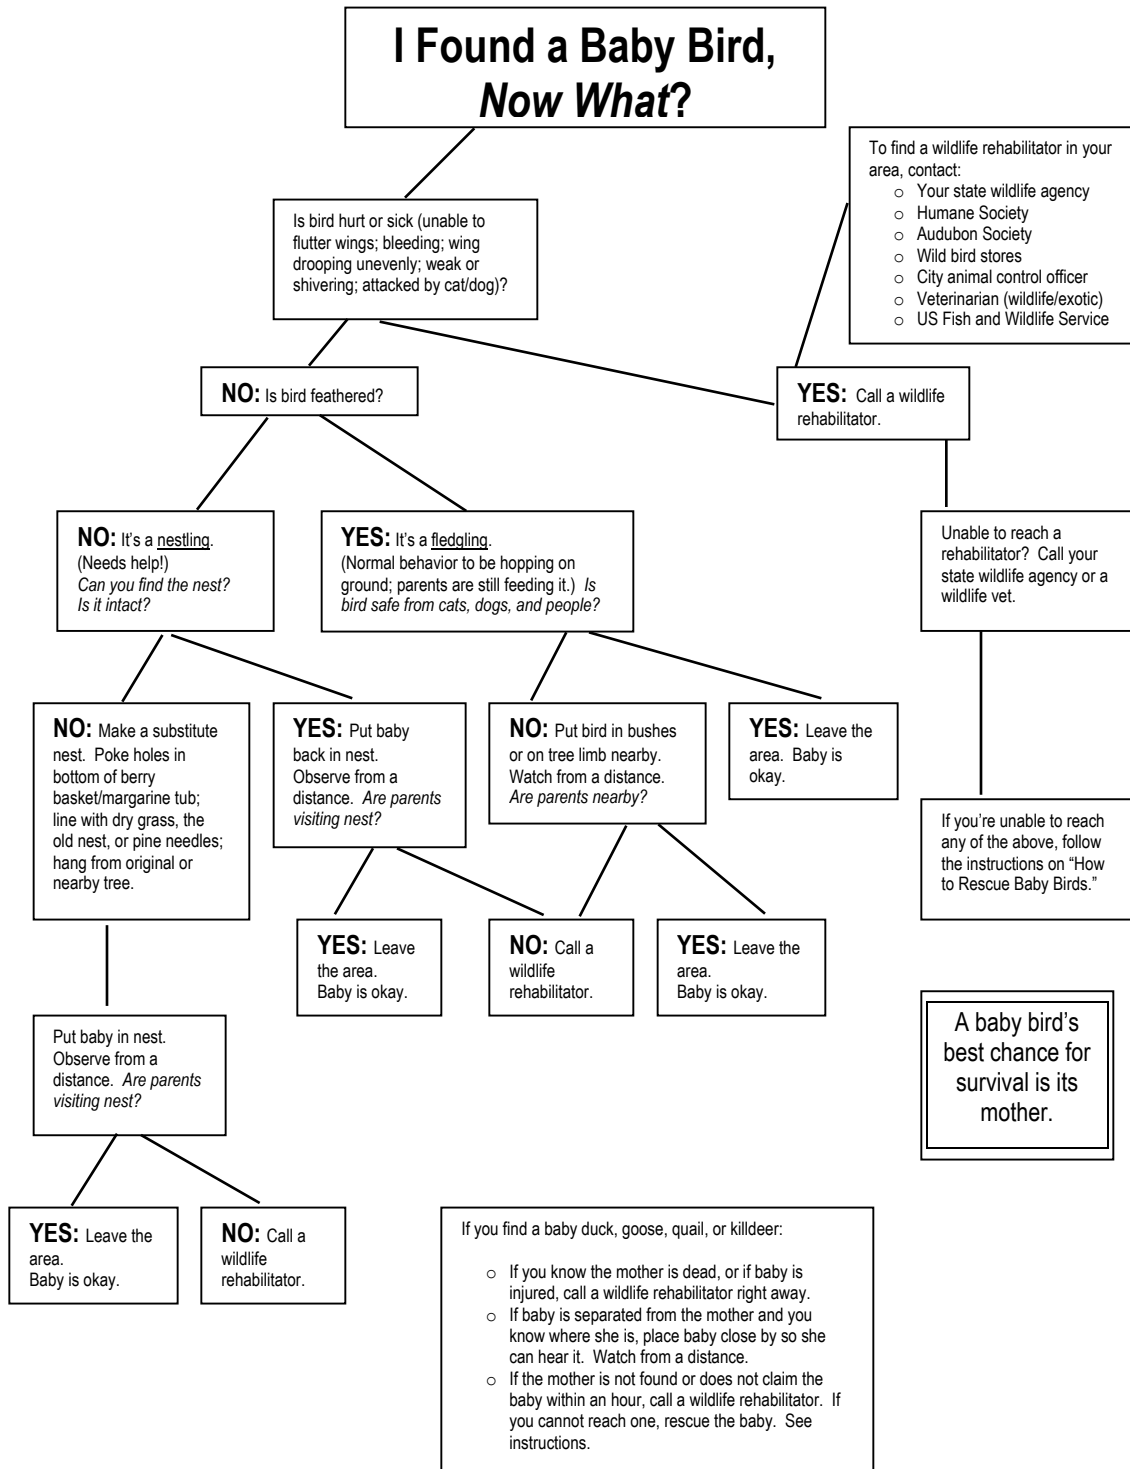 I Found a Baby Bird,
Now What?
To find a wildlife rehabilitator in your
area, contact:
o Your state wildlife agency
o Humane Society
o Audubon Society
o Wild bird stores
o City animal control officer
o Veterinarian (wildlife/exotic)
o US Fish and Wildlife Service
Is bird hurt or sick (unable to
flutter wings; bleeding; wing
drooping unevenly; weak or
shivering; attacked by cat/dog)?
NO: Is bird feathered?
YES: Call a wildlife
rehabilitator.
NO: It's a nestling.
(Needs help!)
Can you find the nest?
Is it intact?
YES: It's a fledgling.
(Normal behavior to be hopping on
ground; parents are still feeding it.) Is
bird safe from cats, dogs, and people?
Unable to reach a
rehabilitator? Call your
state wildlife agency or a
wildlife vet.
NO: Make a substitute
nest. Poke holes in
bottom of berry
basket/margarine tub;
line with dry grass, the
old nest, or pine needles;
hang from original or
nearby tree.
YES: Put baby
back in nest.
Observe from a
distance. Are parents
visiting nest?
NO: Put bird in bushes
or on tree limb nearby.
Watch from a distance.
Are parents nearby?
YES: Leave the
area. Baby is
okay.
If you're unable to reach
any of the above, follow
the instructions on "How
to Rescue Baby Birds."
YES: Leave
the area.
Baby is okay.
NO: Call a
wildlife
rehabilitator.
YES: Leave the
area.
Baby is okay.
Put baby in nest.
Observe from a
distance. Are parents
visiting nest?
A baby bird's
best chance for
survival is its
mother.
YES: Leave the
area.
Baby is okay.
NO: Call a
wildlife
rehabilitator.
If you find a baby duck, goose, quail, or killdeer:
o If you know the mother is dead, or if baby is
injured, call a wildlife rehabilitator right away.
o If baby is separated from the mother and you
know where she is, place baby close by so she
can hear it. Watch from a distance.
o If the mother is not found or does not claim the
baby within an hour, call a wildlife rehabilitator. If
you cannot reach one, rescue the baby. See
instructions.